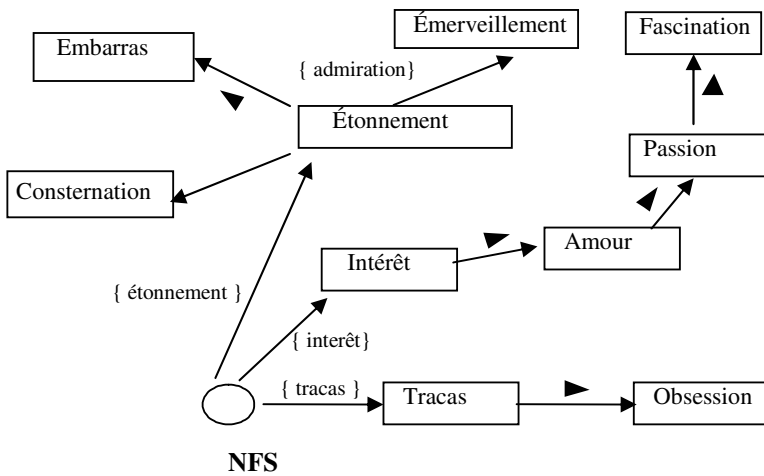 Émerveillement
Fascination
Embarras
{ admiration}
Étonnement
Passion
Consternation
Amour
Intérêt
{ étonnement }
{ interêt}
{ tracas }
Tracas
Obsession
NFS